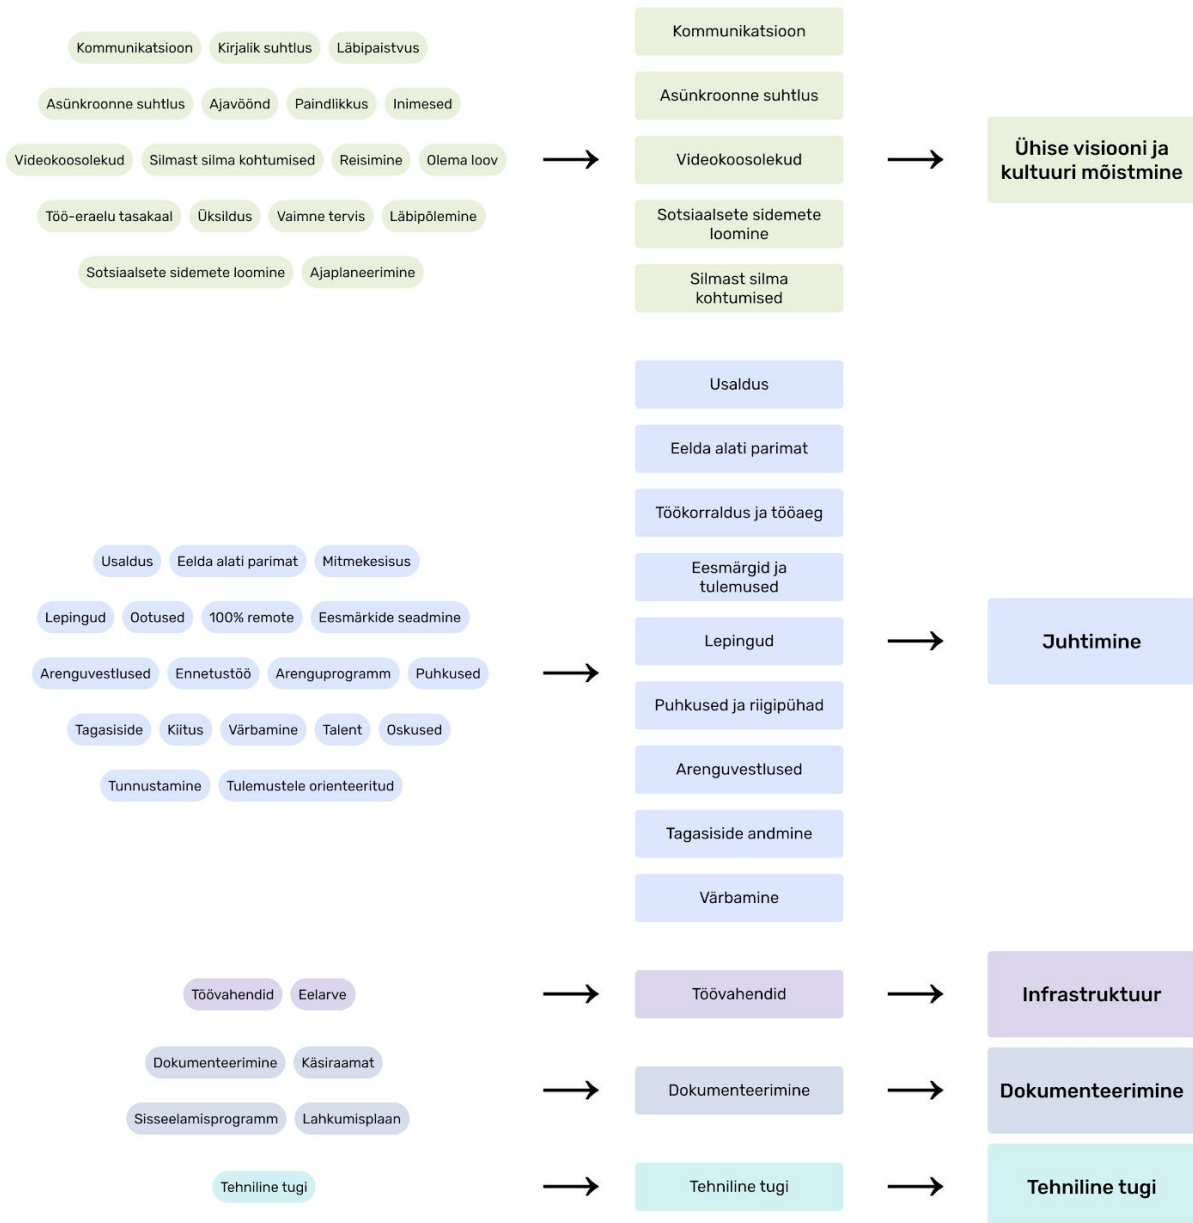 Kommunikatsioon
Kirjalik suhtlus
Läbipaistvus
Asünkroonne suhtlus
Ajavöönd
Paindlikkus
Inimesed
Videokoosolekud
Silmast silma kohtumised
Reisimine
Olema loov
Töö-eraelu tasakaal
Üksildus
Vaimne tervis
Läbipõlemine
Sotsiaalsete sidemete loomine
Ajaplaneerimine
Kommunikatsioon
Asünkroonne suhtlus
Videokoosolekud
Sotsiaalsete sidemete
loomine
Silmast silma
kohtumised
Ühise visiooni ja
kultuuri mõistmine
Usaldus
Eelda alati parimat
Mitmekesisus
Lepingud
Ootused
100% remote
Eesmärkide seadmine
Arenguvestlused
Ennetustöö
Arenguprogramm
Puhkused
Tagasiside
Kiitus
Värbamine
Talent
Oskused
Tunnustamine
Tulemustele orienteeritud
Usaldus
Eelda alati parimat
Töökorraldus ja tööaeg
Eesmärgid ja
tulemused
Lepingud
Puhkused ja riigipühad
Arenguvestlused
Tagasiside andmine
Värbamine
Juhtimine
Töövahendid
Eelarve
Töövahendid
Infrastruktuur
Dokumenteerimine
Käsiraamat
Sisseelamisprogramm
Lahkumisplaan
Dokumenteerimine
Dokumenteerimine
Tehniline tugi
Tehniline tugi
Tehniline tugi